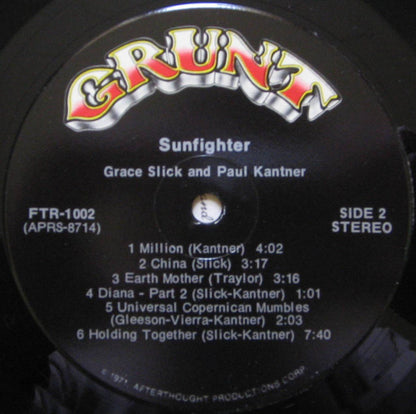 GRUNT
Sunfighter
Grace Slick and Paul Kantner
FTR-1002
(APRS-8714)
SIDE 2
STEREO
1 Million (Kantner) 4:02
2 China (Slick) 3:17
3 Earth Mother (Traylor) 3:16
4 Diana - Part 2 (Slick-Kantner) 1:01
5 Universal Copernican Mumbles
(Gleeson-Vierra-Kantner) 2:03
6 Holding Together (Slick-Kantner) 7:40
1971, AFTERTHOUGHT PRODUCTIONS CORP.
and